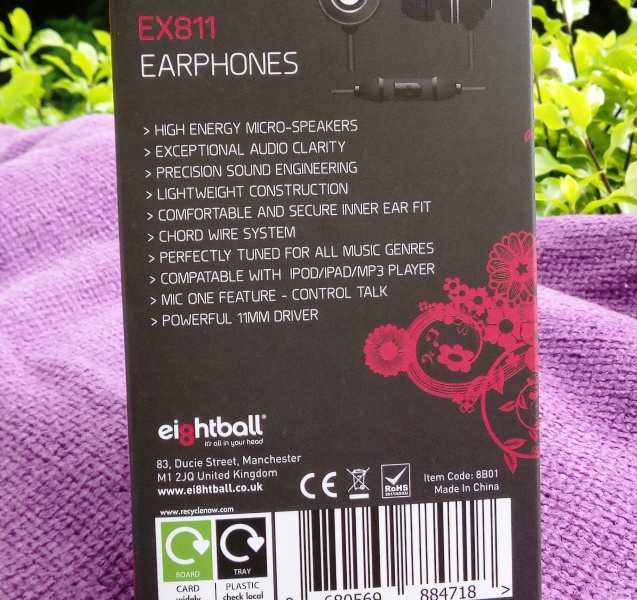 EX811
EARPHONES
> HIGH ENERGY MICRO-SPEAKERS
> EXCEPTIONAL AUDIO CLARITY
> PRECISION SOUND ENGINEERING
> LIGHTWEIGHT CONSTRUCTION
> COMFORTABLE AND SECURE INNER EAR FIT
> CHORD WIRE SYSTEM
> PERFECTLY TUNED FOR ALL MUSIC GENRES
> COMPATABLE WITH IPOD/IPAD/MP3 PLAYER
> MIC ONE FEATURE - CONTROL TALK
> POWERFUL 11MM DRIVER
ei8htball®
it's all in your head
83, Ducie Street, Manchester
M1 2JQ United Kingdom
www.ei8htball.co.uk
CE
RoHS
Item Code: 8B01
Made In China
www.recyclenow.com
BOARD
TRAY
CARD
widely
PLASTIC
check local
680569 884718 >